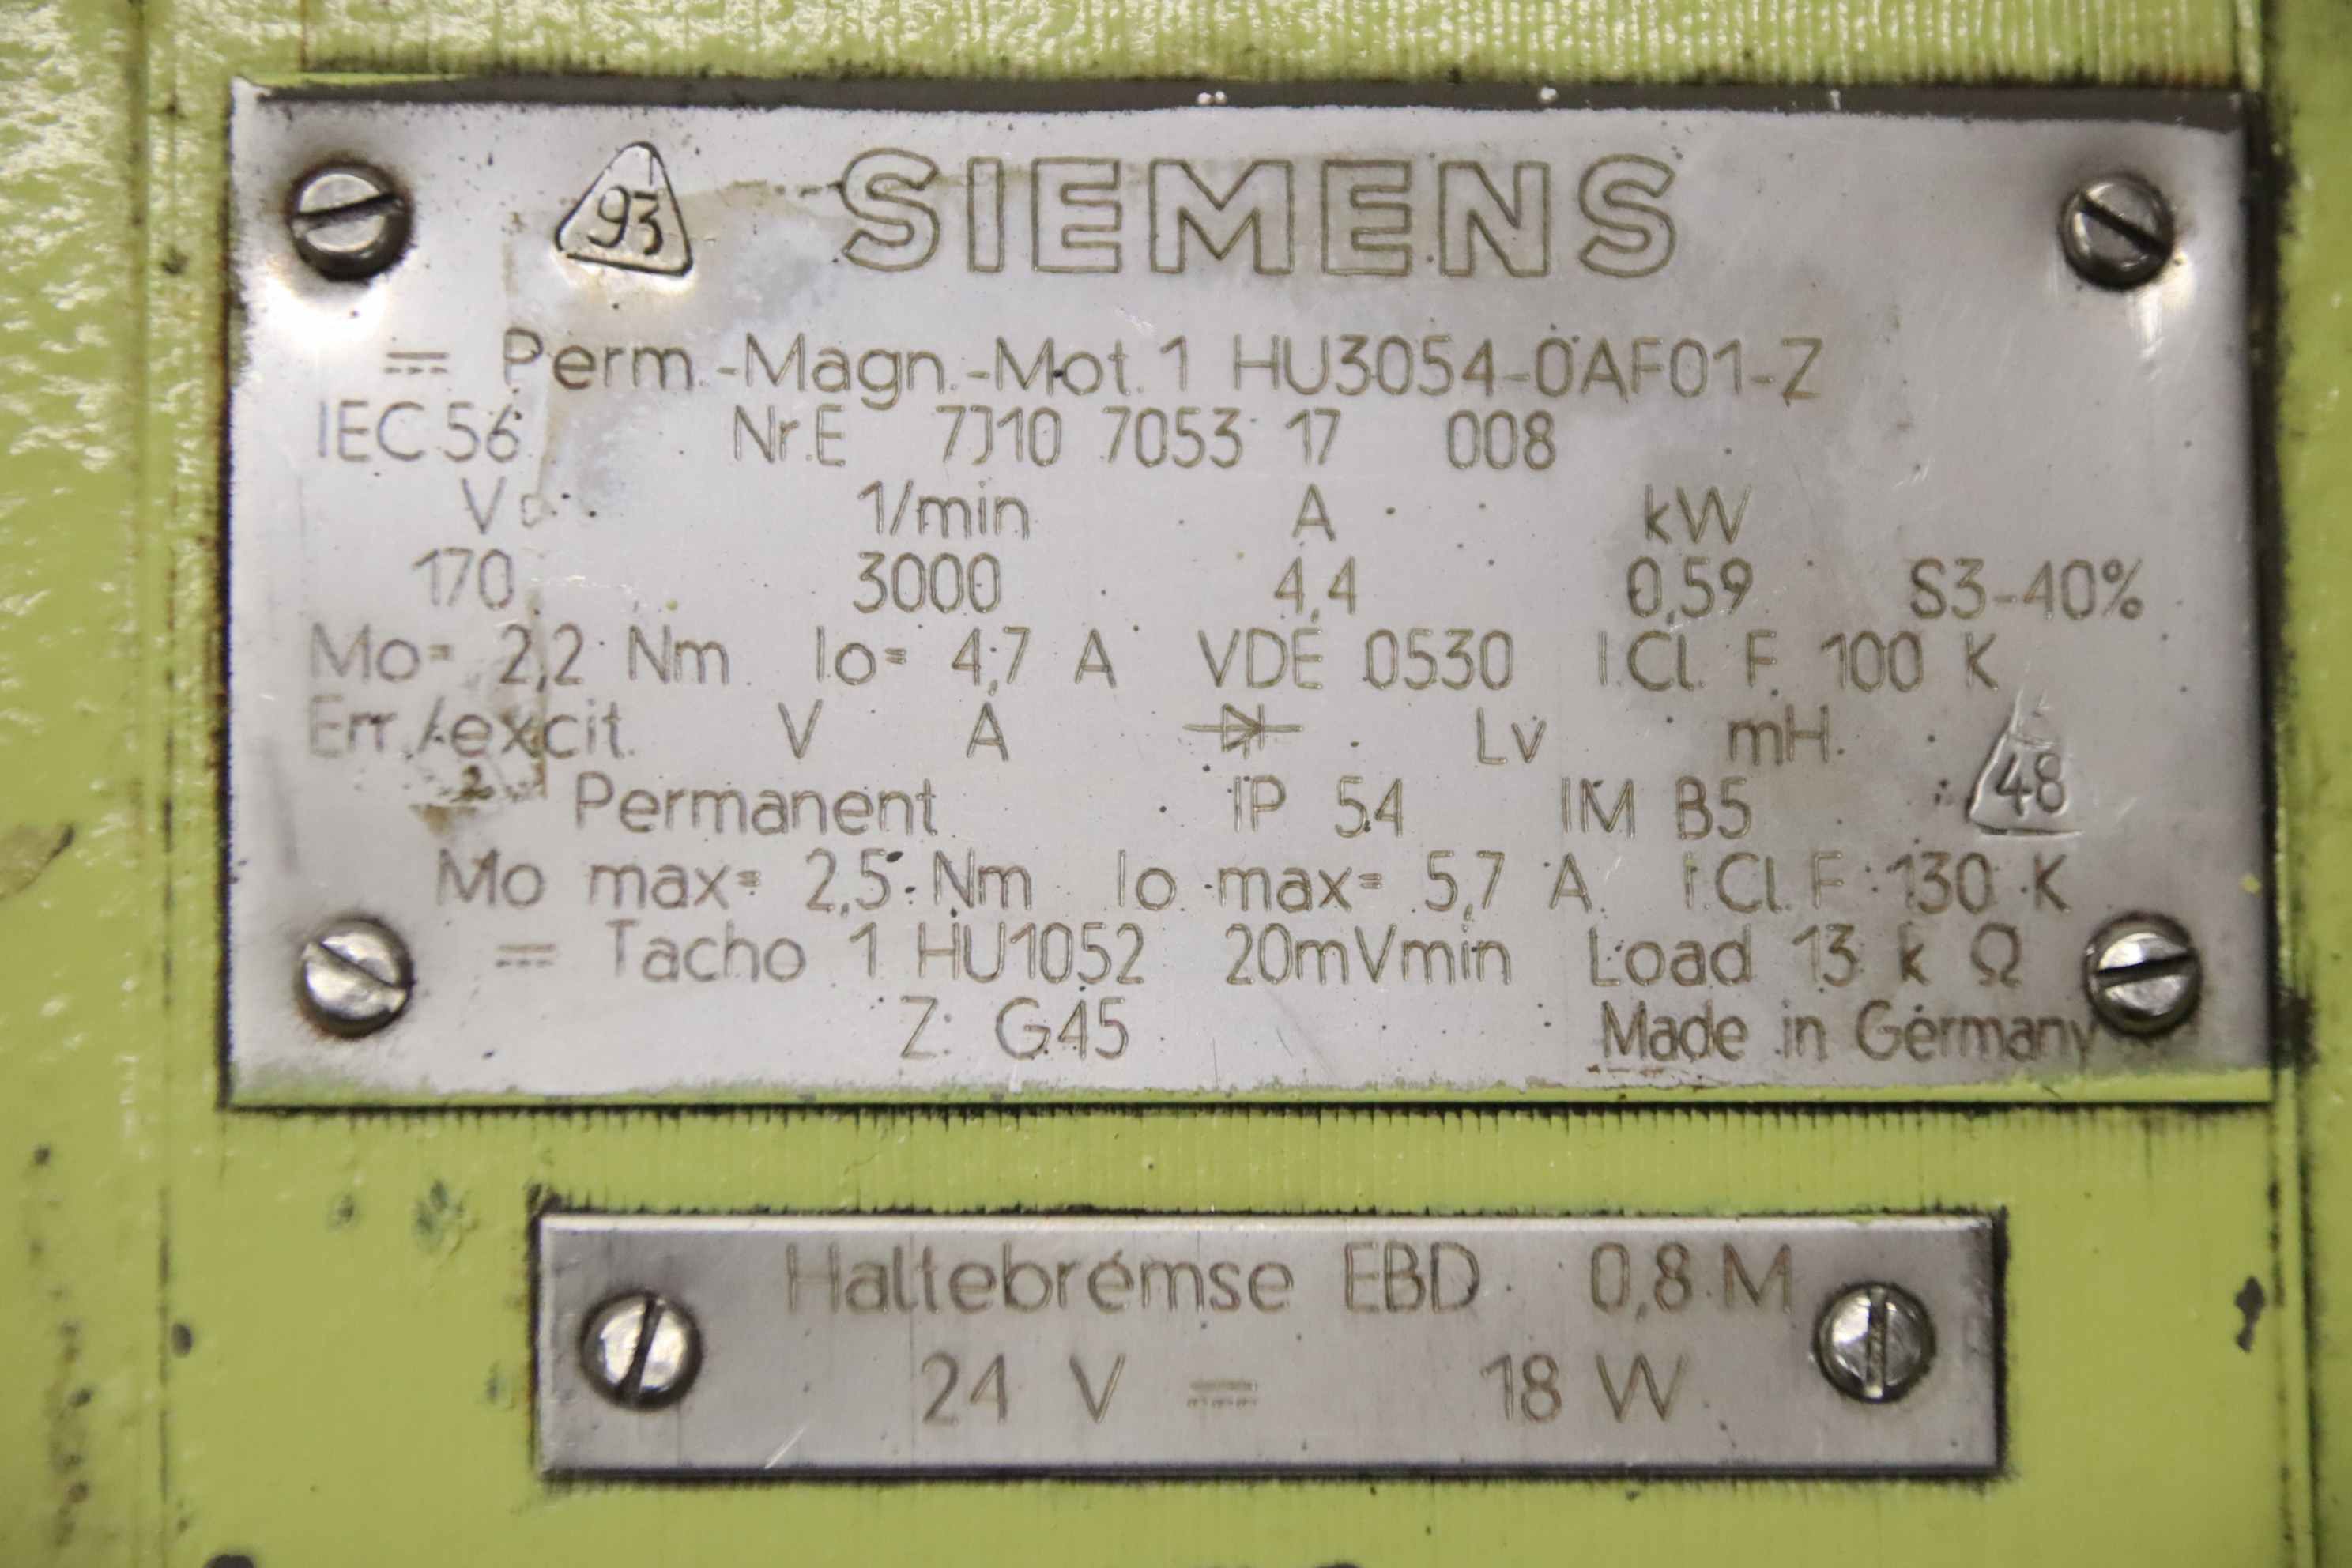 93 SIEMENS
⎓ Perm.-Magn.-Mot. 1 HU3054-0AF01-Z
IEC 56 Nr.E 7J10 7053 17 008
V 1/min A kW
170 3000 4,4 0,59 S3-40%
Mo= 2,2 Nm Io= 4,7 A VDE 0530 I.Cl. F. 100 K
Err./excit. V A Lv mH
Permanent IP 54 IM B5 48
Mo max= 2,5 Nm Io max= 5,7 A I.Cl. F 130 K
⎓ Tacho 1 HU1052 20mVmin Load 13 k Ω
Z: G45 Made in Germany
Haltebremse EBD 0,8 M
24 V ⎓ 18 W